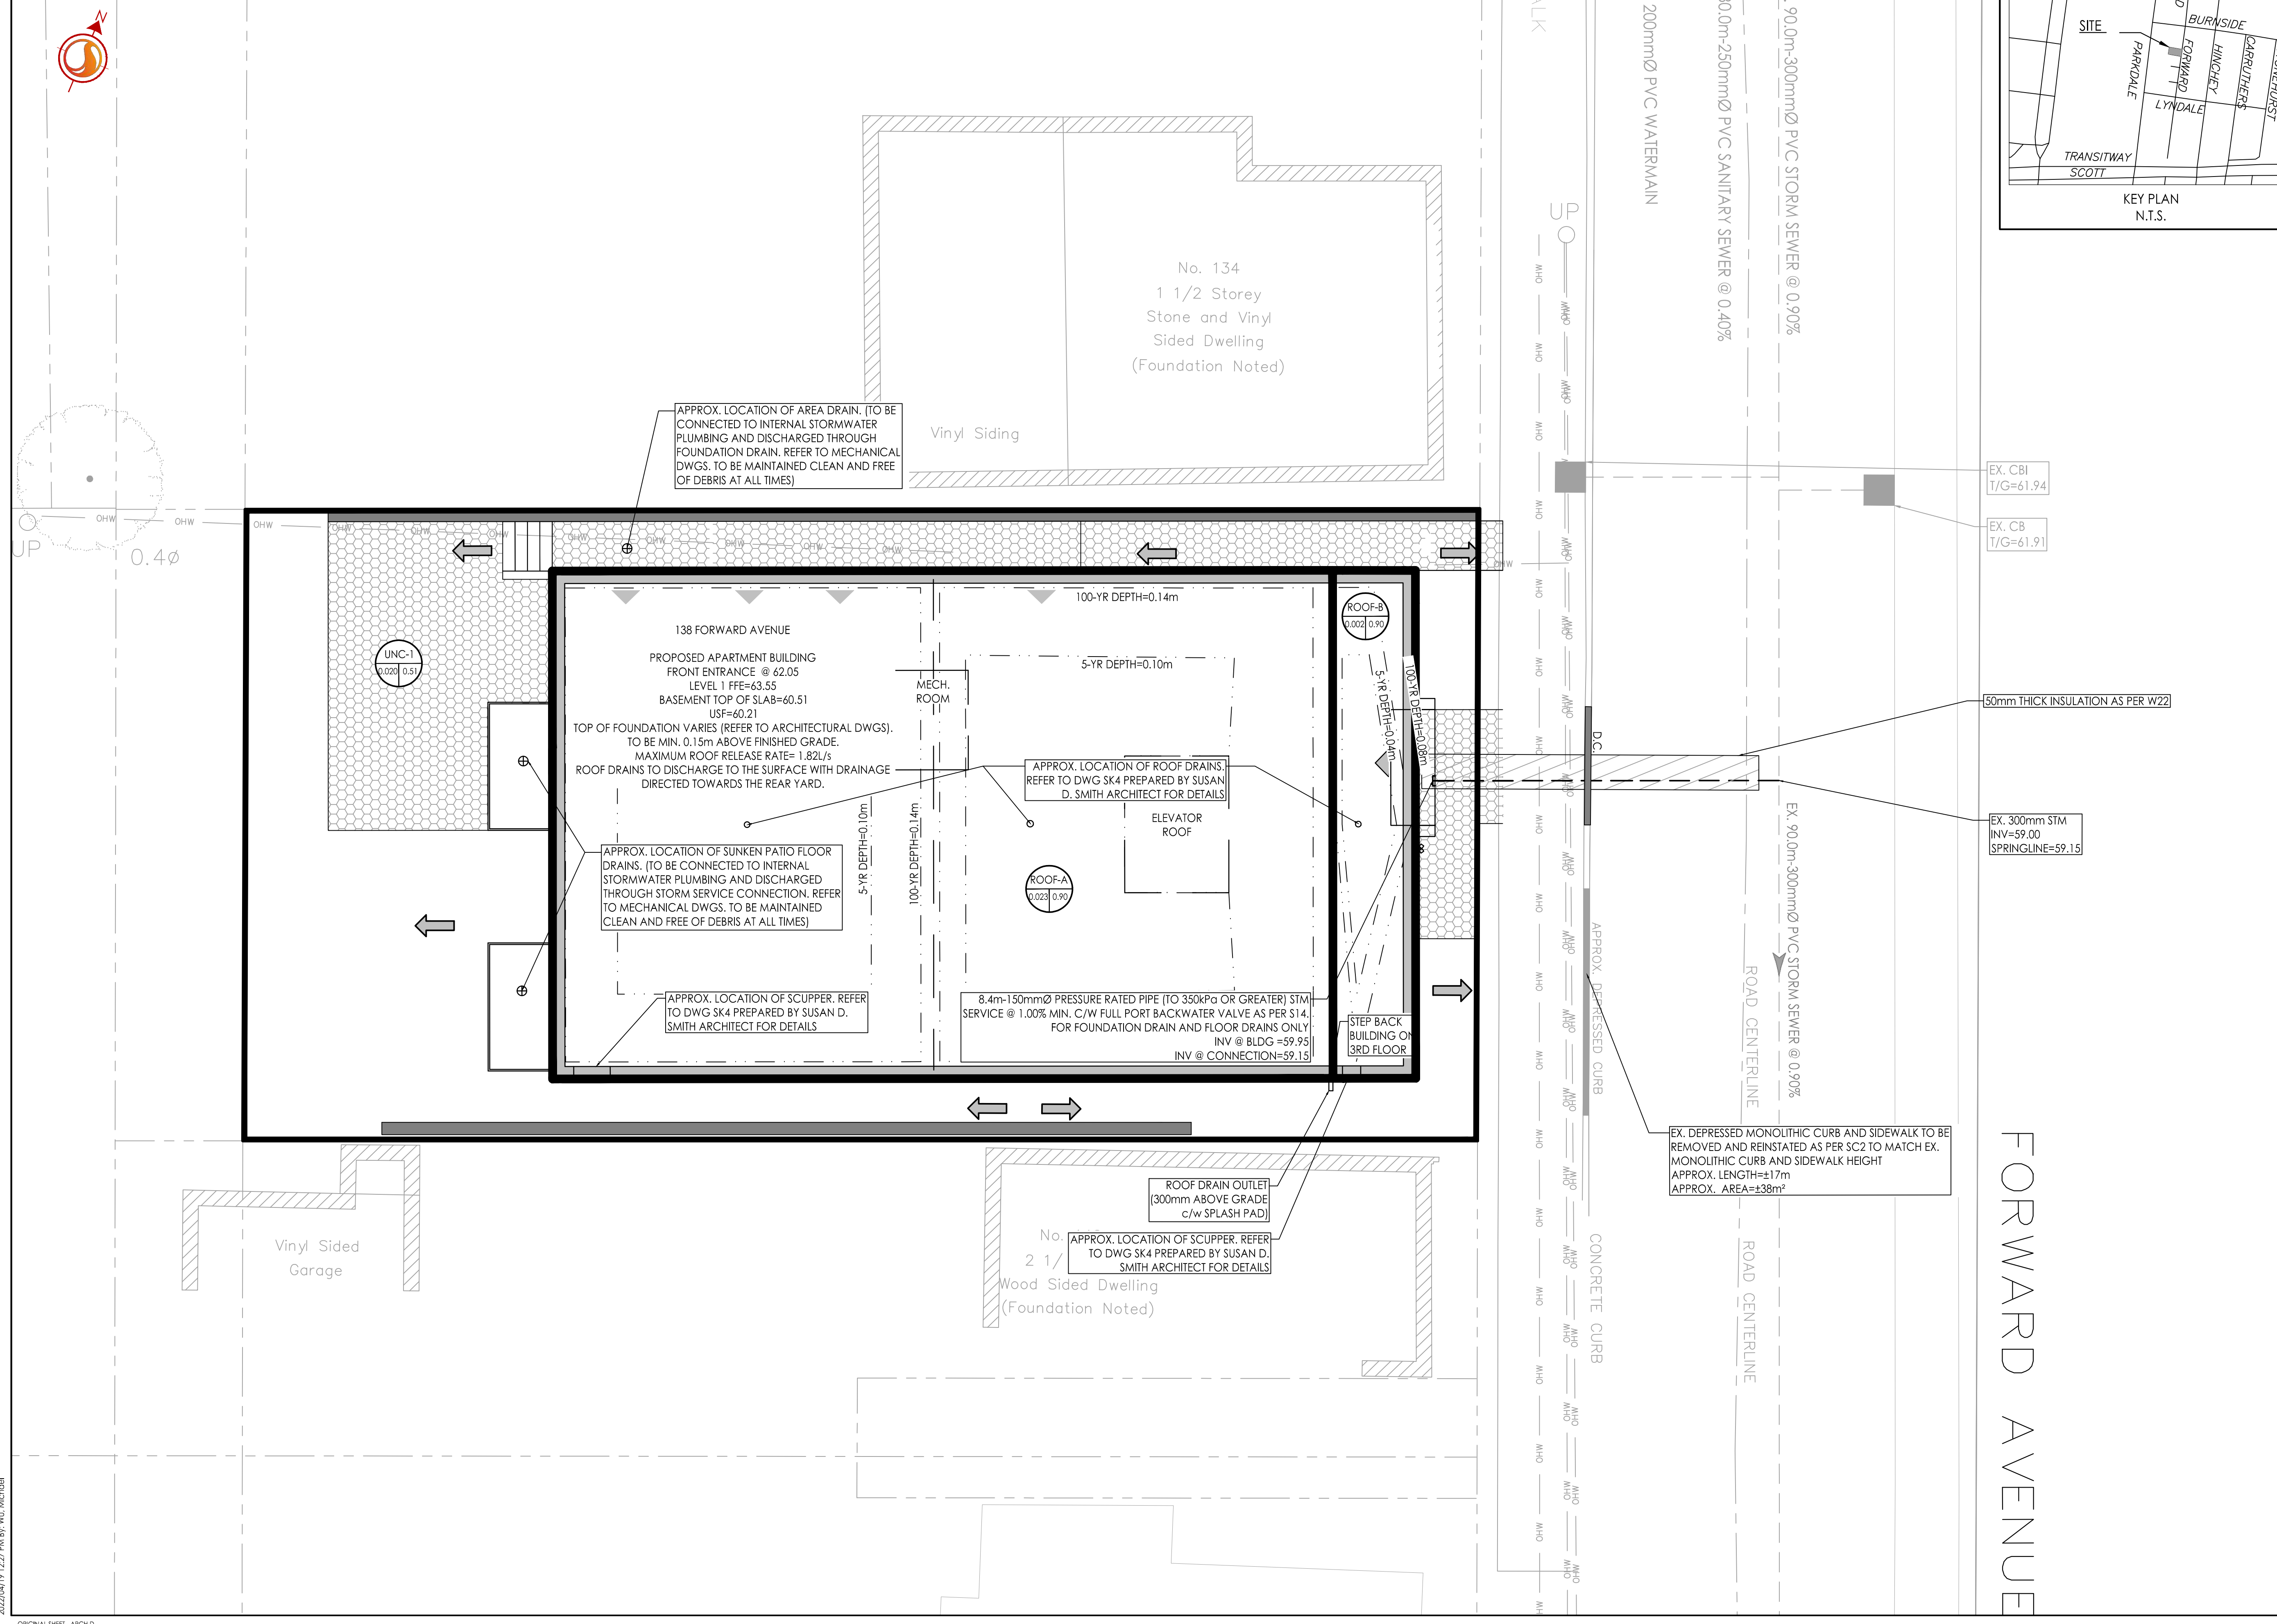 N
ALK
200mmØ PVC WATERMAIN
80.0m-250mmØ PVC SANITARY SEWER @ 0.40%
90.0m-300mmØ PVC STORM SEWER @ 0.90%
SITE
BURNSIDE
PARKDALE
FORWARD
HINCHEY
CARRUTHERS
LYNDALE
TRANSITWAY
SCOTT
KEY PLAN
N.T.S.
UP
No. 134
1 1/2 Storey
Stone and Vinyl
Sided Dwelling
(Foundation Noted)
Vinyl Siding
APPROX. LOCATION OF AREA DRAIN. (TO BE
CONNECTED TO INTERNAL STORMWATER
PLUMBING AND DISCHARGED THROUGH
FOUNDATION DRAIN. REFER TO MECHANICAL
DWGS. TO BE MAINTAINED CLEAN AND FREE
OF DEBRIS AT ALL TIMES)
EX. CBI
T/G=61.94
EX. CB
T/G=61.91
UP
0.4ø
OHW
OHW
OHW
OHW
OHW
OHW
OHW
OHW
OHW
OHW
OHW
UNC-1
0.020 0.51
138 FORWARD AVENUE
PROPOSED APARTMENT BUILDING
FRONT ENTRANCE @ 62.05
LEVEL 1 FFE=63.55
BASEMENT TOP OF SLAB=60.51
USF=60.21
TOP OF FOUNDATION VARIES (REFER TO ARCHITECTURAL DWGS).
TO BE MIN. 0.15m ABOVE FINISHED GRADE.
MAXIMUM ROOF RELEASE RATE= 1.82L/s
ROOF DRAINS TO DISCHARGE TO THE SURFACE WITH DRAINAGE
DIRECTED TOWARDS THE REAR YARD.
MECH.
ROOM
100-YR DEPTH=0.14m
5-YR DEPTH=0.10m
ROOF-B
0.002 0.90
5-YR DEPTH=0.04m
100-YR DEPTH=0.08m
APPROX. LOCATION OF ROOF DRAINS.
REFER TO DWG SK4 PREPARED BY SUSAN
D. SMITH ARCHITECT FOR DETAILS
ELEVATOR
ROOF
5-YR DEPTH=0.10m
100-YR DEPTH=0.14m
ROOF-A
0.023 0.90
APPROX. LOCATION OF SUNKEN PATIO FLOOR
DRAINS. (TO BE CONNECTED TO INTERNAL
STORMWATER PLUMBING AND DISCHARGED
THROUGH STORM SERVICE CONNECTION. REFER
TO MECHANICAL DWGS. TO BE MAINTAINED
CLEAN AND FREE OF DEBRIS AT ALL TIMES)
APPROX. LOCATION OF SCUPPER. REFER
TO DWG SK4 PREPARED BY SUSAN D.
SMITH ARCHITECT FOR DETAILS
8.4m-150mmØ PRESSURE RATED PIPE (TO 350kPa OR GREATER) STM
SERVICE @ 1.00% MIN. C/W FULL PORT BACKWATER VALVE AS PER S14.
FOR FOUNDATION DRAIN AND FLOOR DRAINS ONLY
INV @ BLDG =59.95
INV @ CONNECTION=59.15
STEP BACK
BUILDING ON
3RD FLOOR
D.C.
50mm THICK INSULATION AS PER W22
EX. 300mm STM
INV=59.00
SPRINGLINE=59.15
EX. 90.0m-300mmØ PVC STORM SEWER @ 0.90%
APPROX. DEPRESSED CURB
ROAD CENTERLINE
EX. DEPRESSED MONOLITHIC CURB AND SIDEWALK TO BE
REMOVED AND REINSTATED AS PER SC2 TO MATCH EX.
MONOLITHIC CURB AND SIDEWALK HEIGHT
APPROX. LENGTH=±17m
APPROX. AREA=±38m²
ROOF DRAIN OUTLET
(300mm ABOVE GRADE
c/w SPLASH PAD)
APPROX. LOCATION OF SCUPPER. REFER
TO DWG SK4 PREPARED BY SUSAN D.
SMITH ARCHITECT FOR DETAILS
No.
2 1/
Wood Sided Dwelling
(Foundation Noted)
Vinyl Sided
Garage
CONCRETE CURB
ROAD CENTERLINE
FORWARD AVENUE